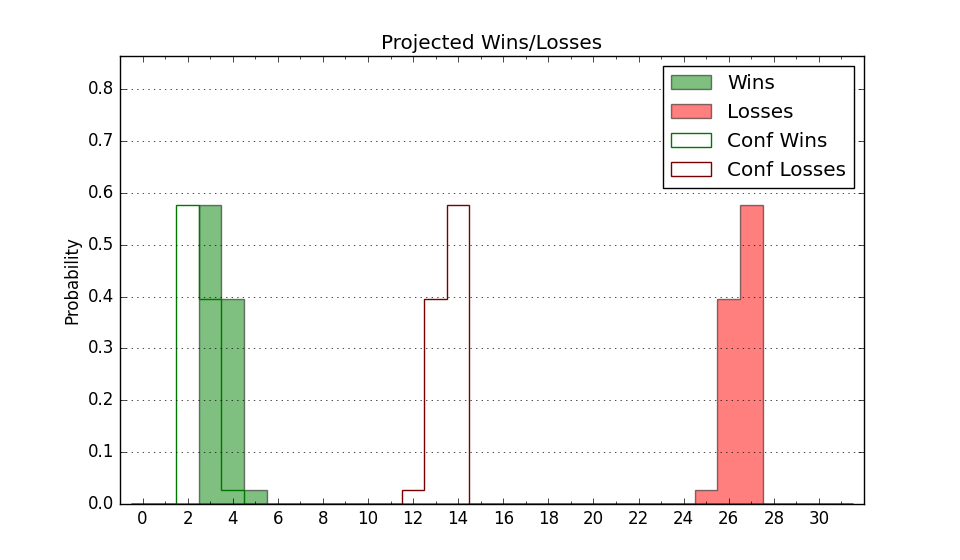 Projected Wins/Losses
Wins
Losses
Conf Wins
Conf Losses
Probability
0.8
0.7
0.6
0.5
0.4
0.3
0.2
0.1
0.0
0 2 4 6 8 10 12 14 16 18 20 22 24 26 28 30